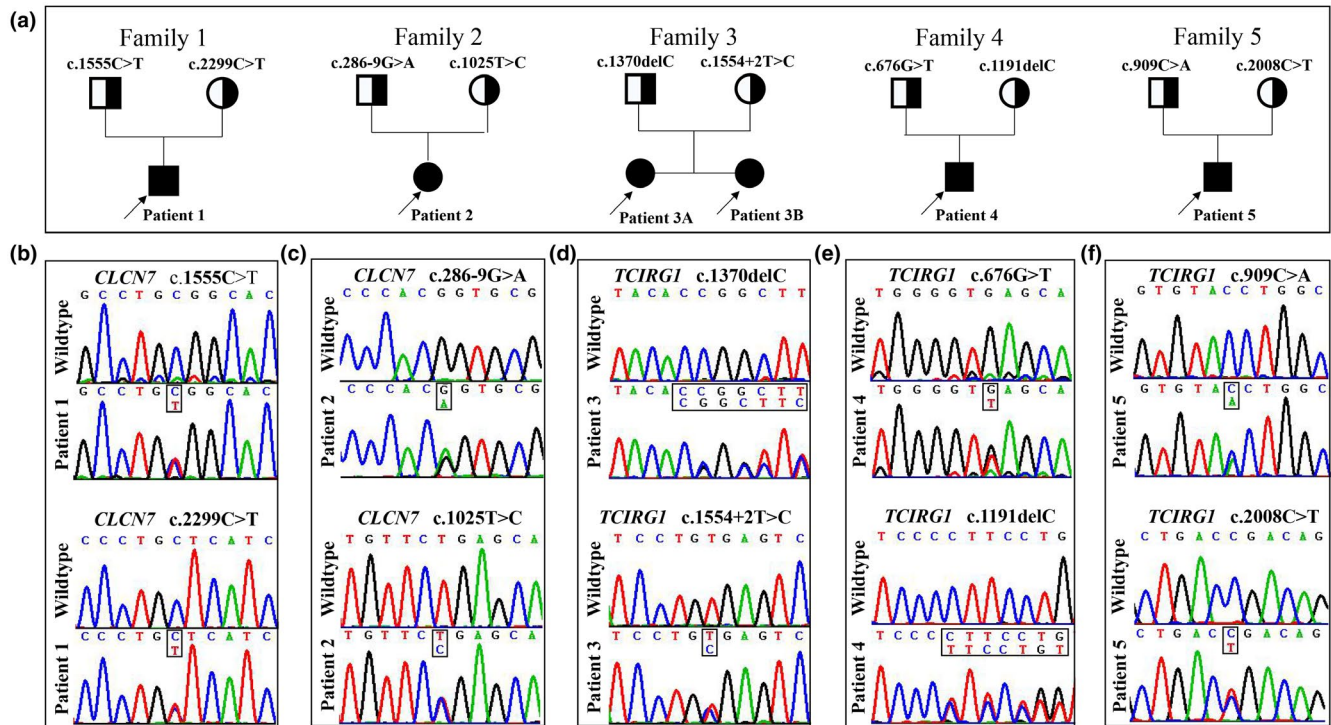 (a)
Family 1 Family 2 Family 3 Family 4 Family 5
c.1555C>T c.2299C>T c.286-9G>A c.1025T>C c.1370delC c.1554+2T>C c.676G>T c.1191delC c.909C>A c.2008C>T
Patient 1 Patient 2 Patient 3A Patient 3B Patient 4 Patient 5
(b)
CLCN7 c.1555C>T
Wildtype
G C C T G C G G C A C
Patient 1
G C C T G C G G C A C
T
CLCN7 c.2299C>T
Wildtype
C C C T G C T C A T C
Patient 1
C C C T G C T C A T C
T
(c)
CLCN7 c.286-9G>A
Wildtype
C C C A C G G T G C G
Patient 2
C C C A C G G T G C G
A
CLCN7 c.1025T>C
Wildtype
T G T T C T G A G C A
Patient 2
T G T T C T G A G C A
C
(d)
TCIRG1 c.1370delC
Wildtype
T A C A C C G G C T T
Patient 3
T A C A C C G G C T T
C G G C T T C
TCIRG1 c.1554+2T>C
Wildtype
T C C T G T G A G T C
Patient 3
T C C T G T G A G T C
C
(e)
TCIRG1 c.676G>T
Wildtype
T G G G G T G A G C A
Patient 4
T G G G G T G A G C A
T
TCIRG1 c.1191delC
Wildtype
T C C C C T T C C T G
Patient 4
T C C C C T T C C T G
T T C C T G T
(f)
TCIRG1 c.909C>A
Wildtype
G T G T A C C T G G C
Patient 5
G T G T A C C T G G C
A
TCIRG1 c.2008C>T
Wildtype
C T G A C C G A C A G
Patient 5
C T G A C C G A C A G
T